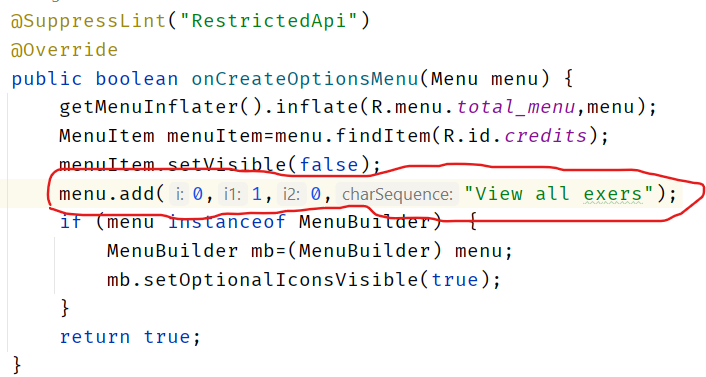 @SuppressLint("RestrictedApi")
@Override
public boolean onCreateOptionsMenu(Menu menu) {
    getMenuInflater().inflate(R.menu.total_menu,menu);
    MenuItem menuItem=menu.findItem(R.id.credits);
    menuItem.setVisible(false);
    menu.add( i: 0, i1: 1, i2: 0, charSequence: "View all exers");
    if (menu instanceof MenuBuilder) {
        MenuBuilder mb=(MenuBuilder) menu;
        mb.setOptionalIconsVisible(true);
    }
    return true;
}